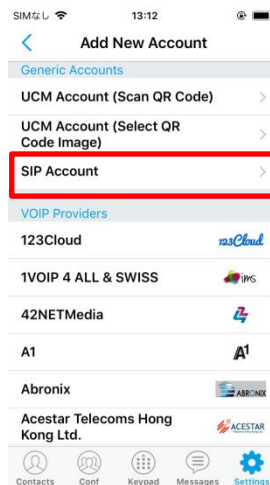 SIMなし 13:12
Add New Account
Generic Accounts
UCM Account (Scan QR Code)
UCM Account (Select QR
Code Image)
SIP Account
VOIP Providers
123Cloud 123Cloud
1VOIP 4 ALL & SWISS ims
42NETMedia
A1 A1
Abronix ABRONIX
Acestar Telecoms Hong
Kong Ltd. ACESTAR
Contacts Conf Keypad Messages Settings